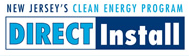 NEW JERSEY'S CLEAN ENERGY PROGRAM
DIRECT Install